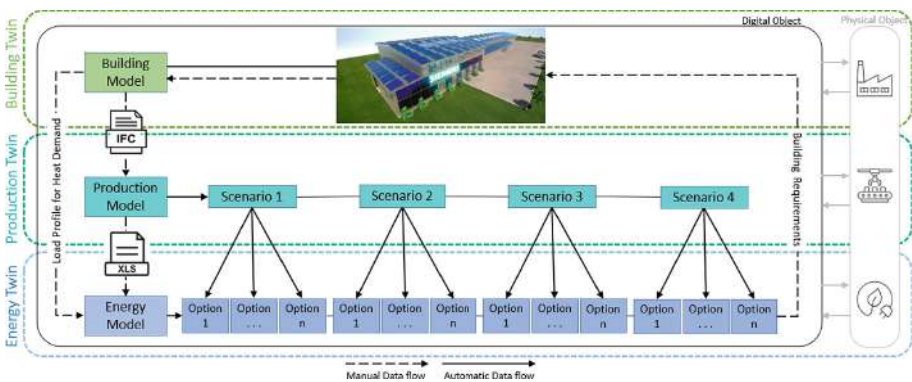 Digital Object
Physical Object
Building Twin
Building
Model
IFC
Load Profile for Heat Demand
Building Requirements
Production Twin
Production
Model
Scenario 1
Scenario 2
Scenario 3
Scenario 4
XLS
Energy Twin
Energy
Model
Option
1
Option
...
Option
n
Option
1
Option
...
Option
n
Option
1
Option
...
Option
n
Option
1
Option
...
Option
n
Manual Data flow
Automatic Data flow